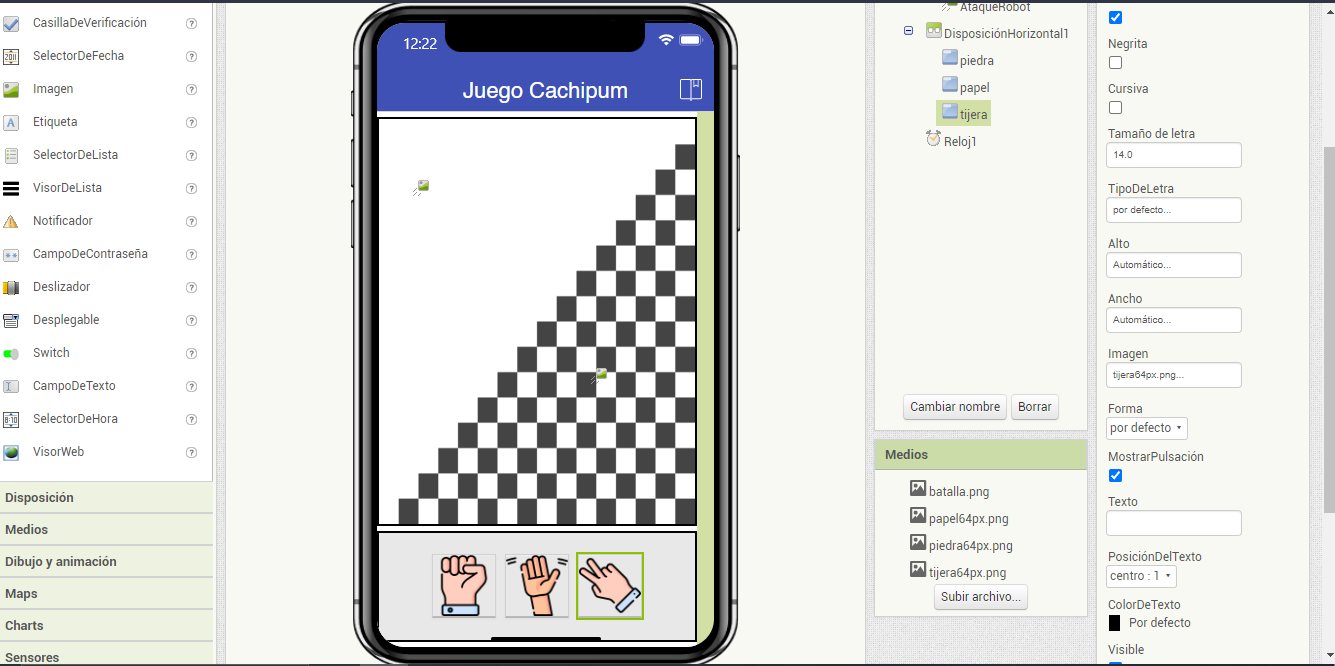 CasillaDeVerificación
SelectorDeFecha
Imagen
Etiqueta
SelectorDeLista
VisorDeLista
Notificador
CampoDeContraseña
Deslizador
Desplegable
Switch
CampoDeTexto
SelectorDeHora
VisorWeb
Disposición
Medios
Dibujo y animación
Maps
Charts
Sensores
12:22
Juego Cachipum
AtaqueRobot
DisposiciónHorizontal1
piedra
papel
tijera
Reloj1
Cambiar nombre
Borrar
Medios
batalla.png
papel64px.png
piedra64px.png
tijera64px.png
Subir archivo...
Negrita
Cursiva
Tamaño de letra
14.0
TipoDeLetra
por defecto...
Alto
Automático...
Ancho
Automático...
Imagen
tijera64px.png...
Forma
por defecto
MostrarPulsación
Texto
PosiciónDelTexto
centro : 1
ColorDeTexto
Por defecto
Visible